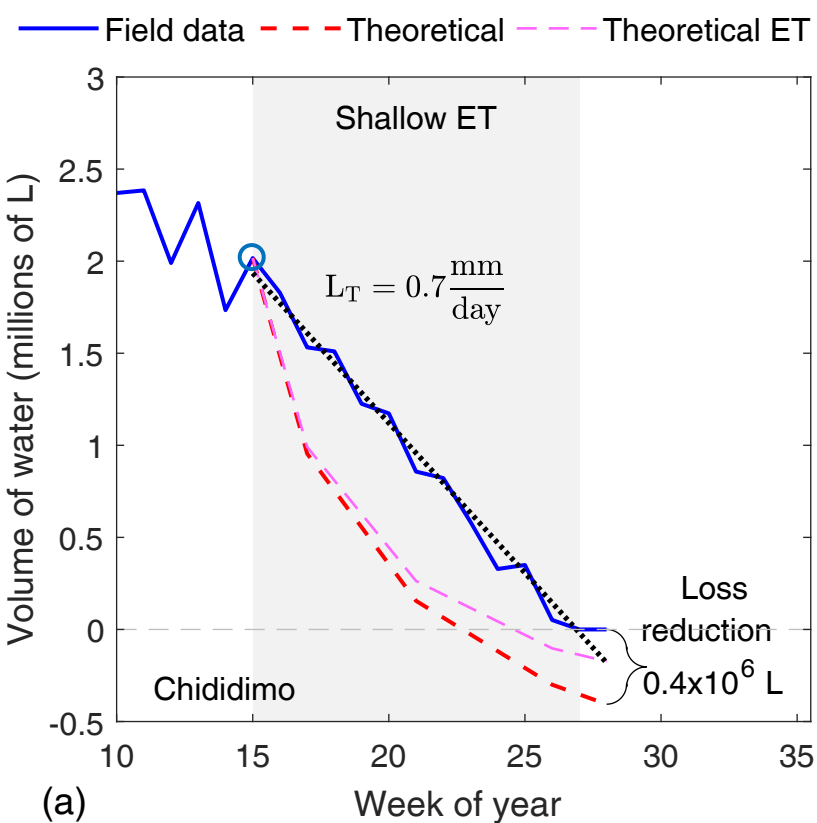 Field data Theoretical Theoretical ET
3
2.5
2
1.5
1
0.5
0
-0.5
Volume of water (millions of L)
Shallow ET
L_T = 0.7 mm/day
Loss
reduction
0.4x10^6 L
Chididimo
10 15 20 25 30 35
Week of year
(a)